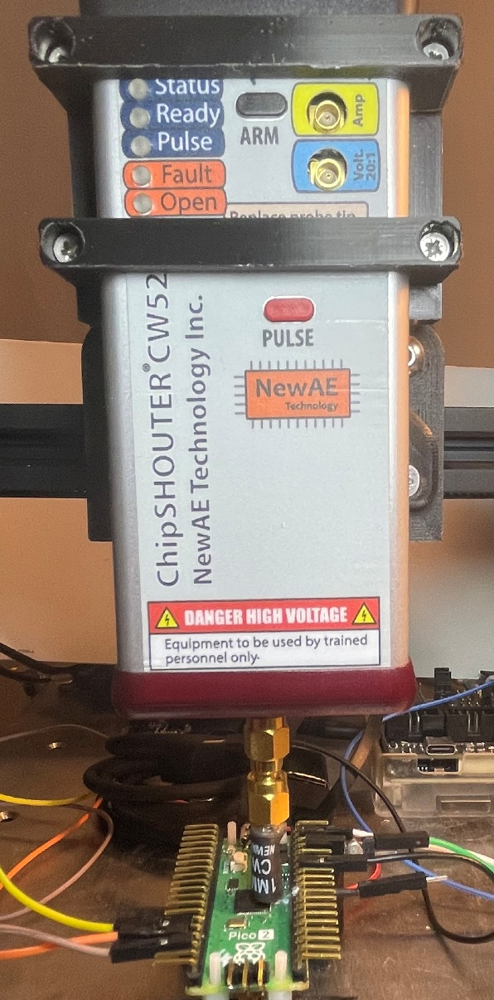 Status
Ready
Pulse
Fault
Open
ARM
Amp
Volt.
20:1
Replace probe tip
PULSE
NewAE
Technology
ChipSHOUTER® CW52
NewAE Technology Inc.
DANGER HIGH VOLTAGE
Equipment to be used by trained
personnel only.
1M
CW
NEW
Pico 2